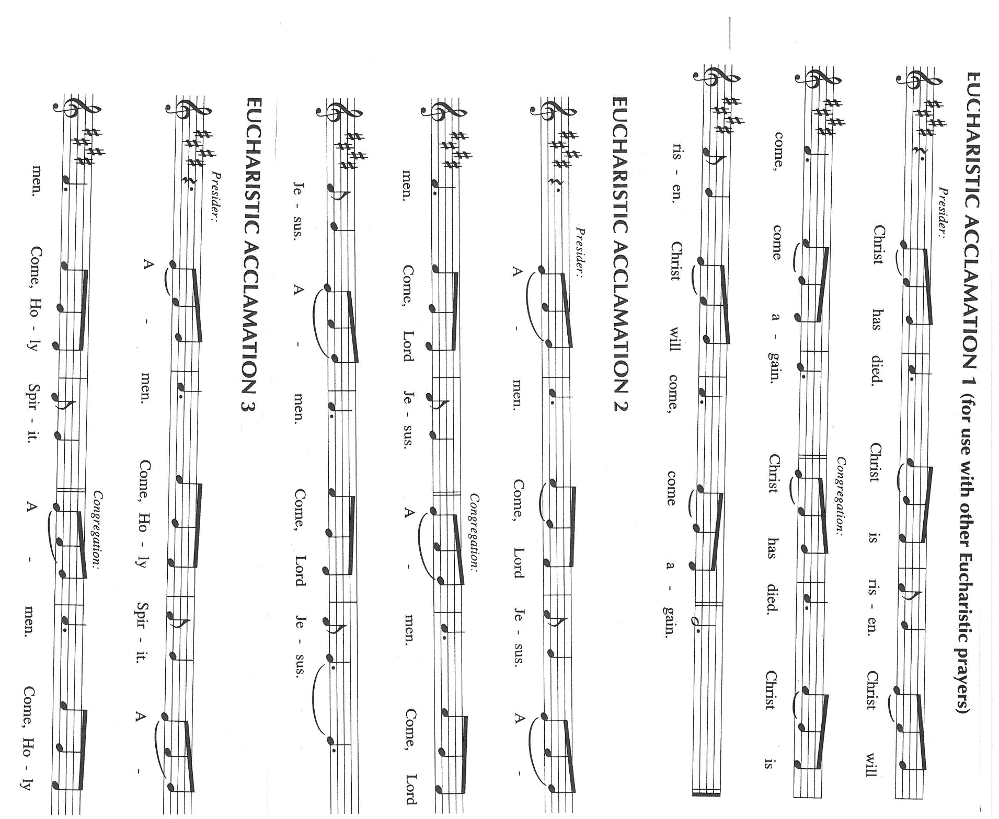 EUCHARISTIC ACCLAMATION 1 (for use with other Eucharistic prayers)
Presider:
Christ has died. Christ is ris - en. Christ will
Congregation:
come, come a - gain. Christ has died. Christ is
ris - en. Christ will come, come a - gain.
EUCHARISTIC ACCLAMATION 2
Presider:
A - men. Come, Lord Je - sus. A -
Congregation:
men. Come, Lord Je - sus. A - men. Come, Lord
Je - sus. A - men. Come, Lord Je - sus.
EUCHARISTIC ACCLAMATION 3
Presider:
A - men. Come, Ho - ly Spir - it. A -
Congregation:
men. Come, Ho - ly Spir - it. A - men. Come, Ho - ly